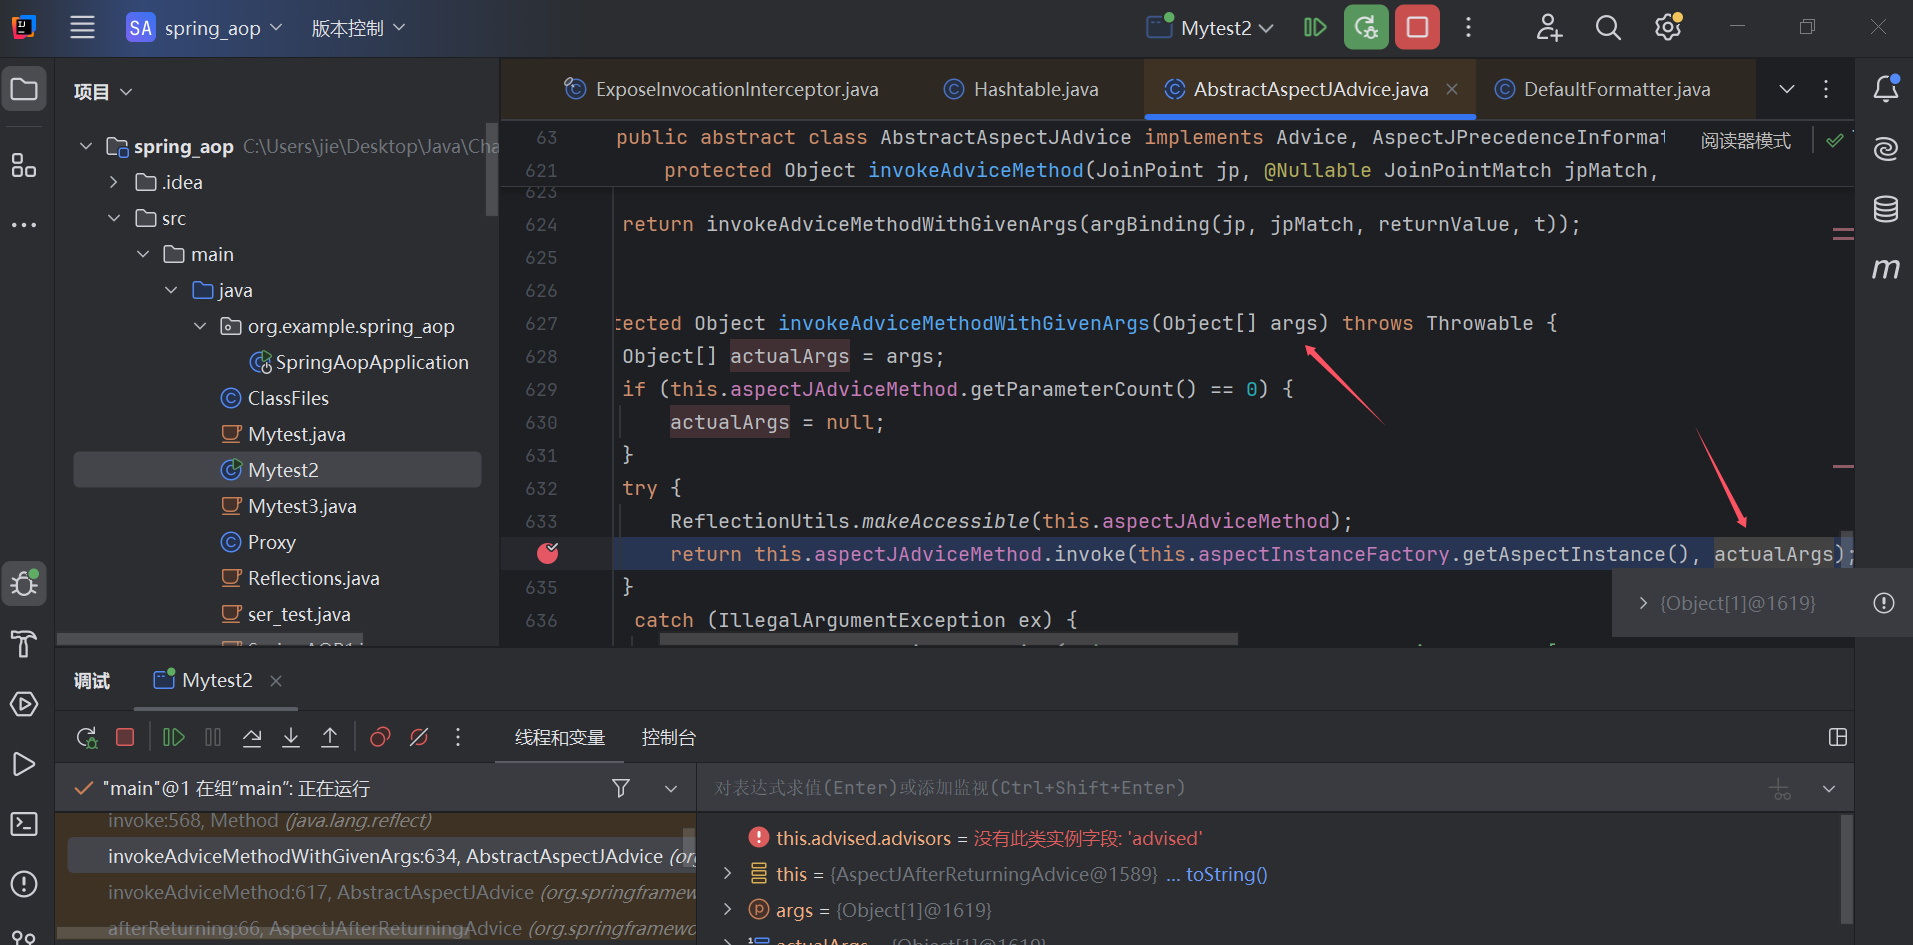 SA spring_aop 版本控制 Mytest2
项目
ExposeInvocationInterceptor.java Hashtable.java AbstractAspectJAdvice.java DefaultFormatter.java
spring_aop C:\Users\jie\Desktop\Java\Cha
.idea
src
main
java
org.example.spring_aop
SpringAopApplication
ClassFiles
Mytest.java
Mytest2
Mytest3.java
Proxy
Reflections.java
ser_test.java
63 public abstract class AbstractAspectJAdvice implements Advice, AspectJPrecedenceInformat
阅读器模式
621 protected Object invokeAdviceMethod(JoinPoint jp, @Nullable JoinPointMatch jpMatch,
623
624 return invokeAdviceMethodWithGivenArgs(argBinding(jp, jpMatch, returnValue, t));
625
626
627 tected Object invokeAdviceMethodWithGivenArgs(Object[] args) throws Throwable {
628 Object[] actualArgs = args;
629 if (this.aspectJAdviceMethod.getParameterCount() == 0) {
630 actualArgs = null;
631 }
632 try {
633 ReflectionUtils.makeAccessible(this.aspectJAdviceMethod);
return this.aspectJAdviceMethod.invoke(this.aspectInstanceFactory.getAspectInstance(), actualArgs);
635 }
{Object[1]@1619}
636 catch (IllegalArgumentException ex) {
调试 Mytest2
线程和变量 控制台
"main"@1 在组“main”: 正在运行
对表达式求值(Enter)或添加监视(Ctrl+Shift+Enter)
invoke:568, Method (java.lang.reflect)
invokeAdviceMethodWithGivenArgs:634, AbstractAspectJAdvice (org
invokeAdviceMethod:617, AbstractAspectJAdvice (org.springframew
afterReturning:66, AspectJAfterReturningAdvice (org.springframewo
this.advised.advisors = 没有此类实例字段: 'advised'
this = {AspectJAfterReturningAdvice@1589} ... toString()
args = {Object[1]@1619}
actualArgs = {Object[1]@1619}
m